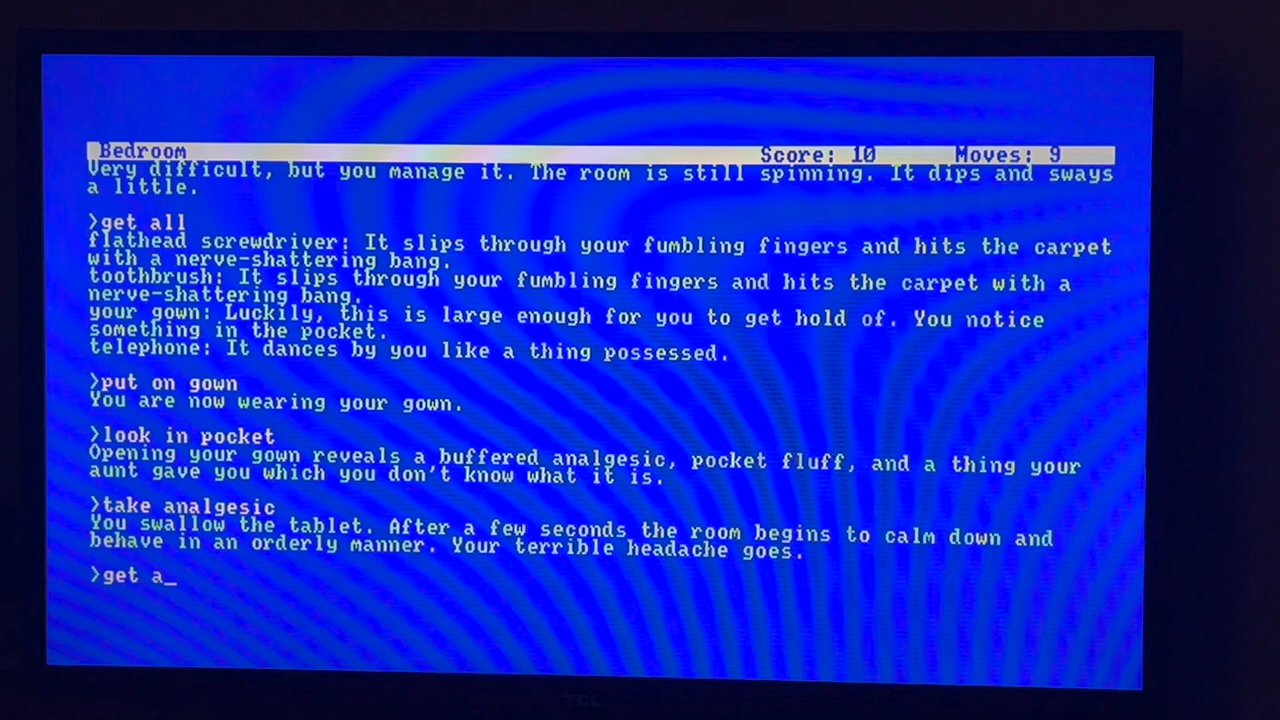 Bedroom Score: 10 Moves: 9
Very difficult, but you manage it. The room is still spinning. It dips and sways
a little.
>get all
flathead screwdriver: It slips through your fumbling fingers and hits the carpet
with a nerve-shattering bang.
toothbrush: It slips through your fumbling fingers and hits the carpet with a
nerve-shattering bang.
your gown: Luckily, this is large enough for you to get hold of. You notice
something in the pocket.
telephone: It dances by you like a thing possessed.
>put on gown
You are now wearing your gown.
>look in pocket
Opening your gown reveals a buffered analgesic, pocket fluff, and a thing your
aunt gave you which you don't know what it is.
>take analgesic
You swallow the tablet. After a few seconds the room begins to calm down and
behave in an orderly manner. Your terrible headache goes.
>get a_
TCL